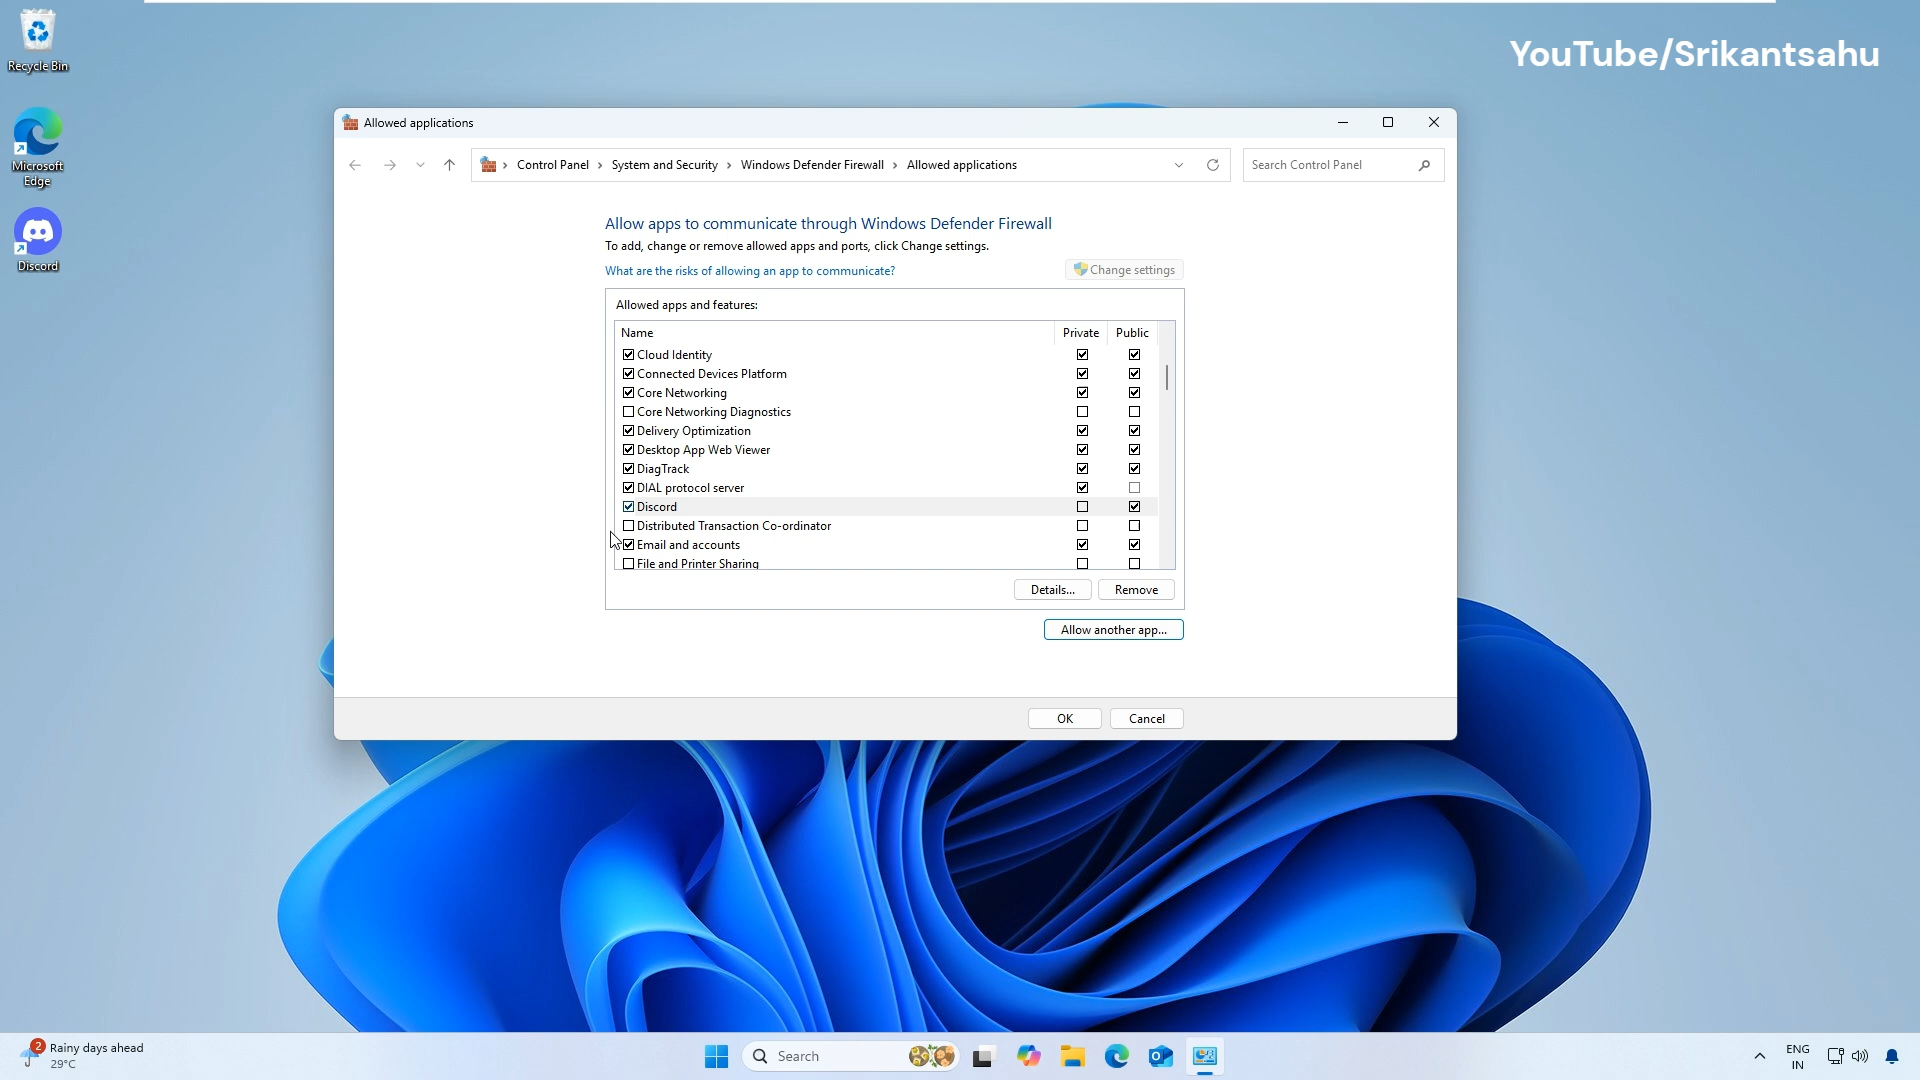 YouTube/Srikantsahu
Recycle Bin
Microsoft
Edge
Discord
Allowed applications
Control Panel > System and Security > Windows Defender Firewall > Allowed applications
Search Control Panel
Allow apps to communicate through Windows Defender Firewall
To add, change or remove allowed apps and ports, click Change settings.
What are the risks of allowing an app to communicate?
Change settings
Allowed apps and features:
Name Private Public
Cloud Identity
Connected Devices Platform
Core Networking
Core Networking Diagnostics
Delivery Optimization
Desktop App Web Viewer
DiagTrack
DIAL protocol server
Discord
Distributed Transaction Co-ordinator
Email and accounts
File and Printer Sharing
Details... Remove
Allow another app...
OK Cancel
2
Rainy days ahead
29°C
Search
ENG
IN